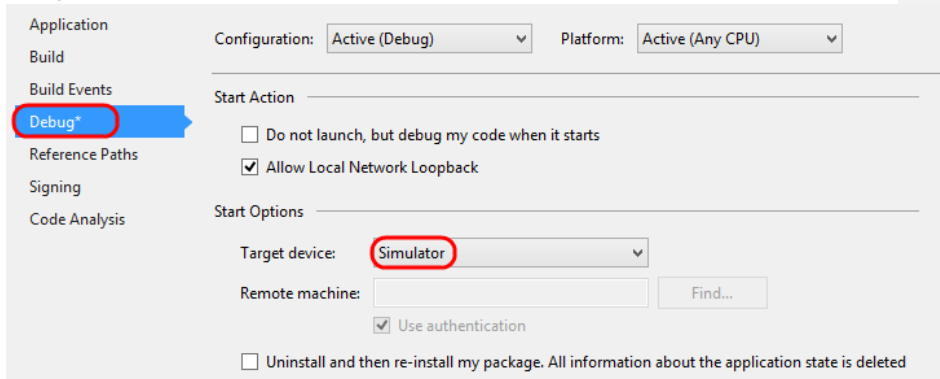 Application
Build
Build Events
Debug*
Reference Paths
Signing
Code Analysis
Configuration: Active (Debug) Platform: Active (Any CPU)
Start Action
Do not launch, but debug my code when it starts
Allow Local Network Loopback
Start Options
Target device: Simulator
Remote machine: Find...
Use authentication
Uninstall and then re-install my package. All information about the application state is deleted